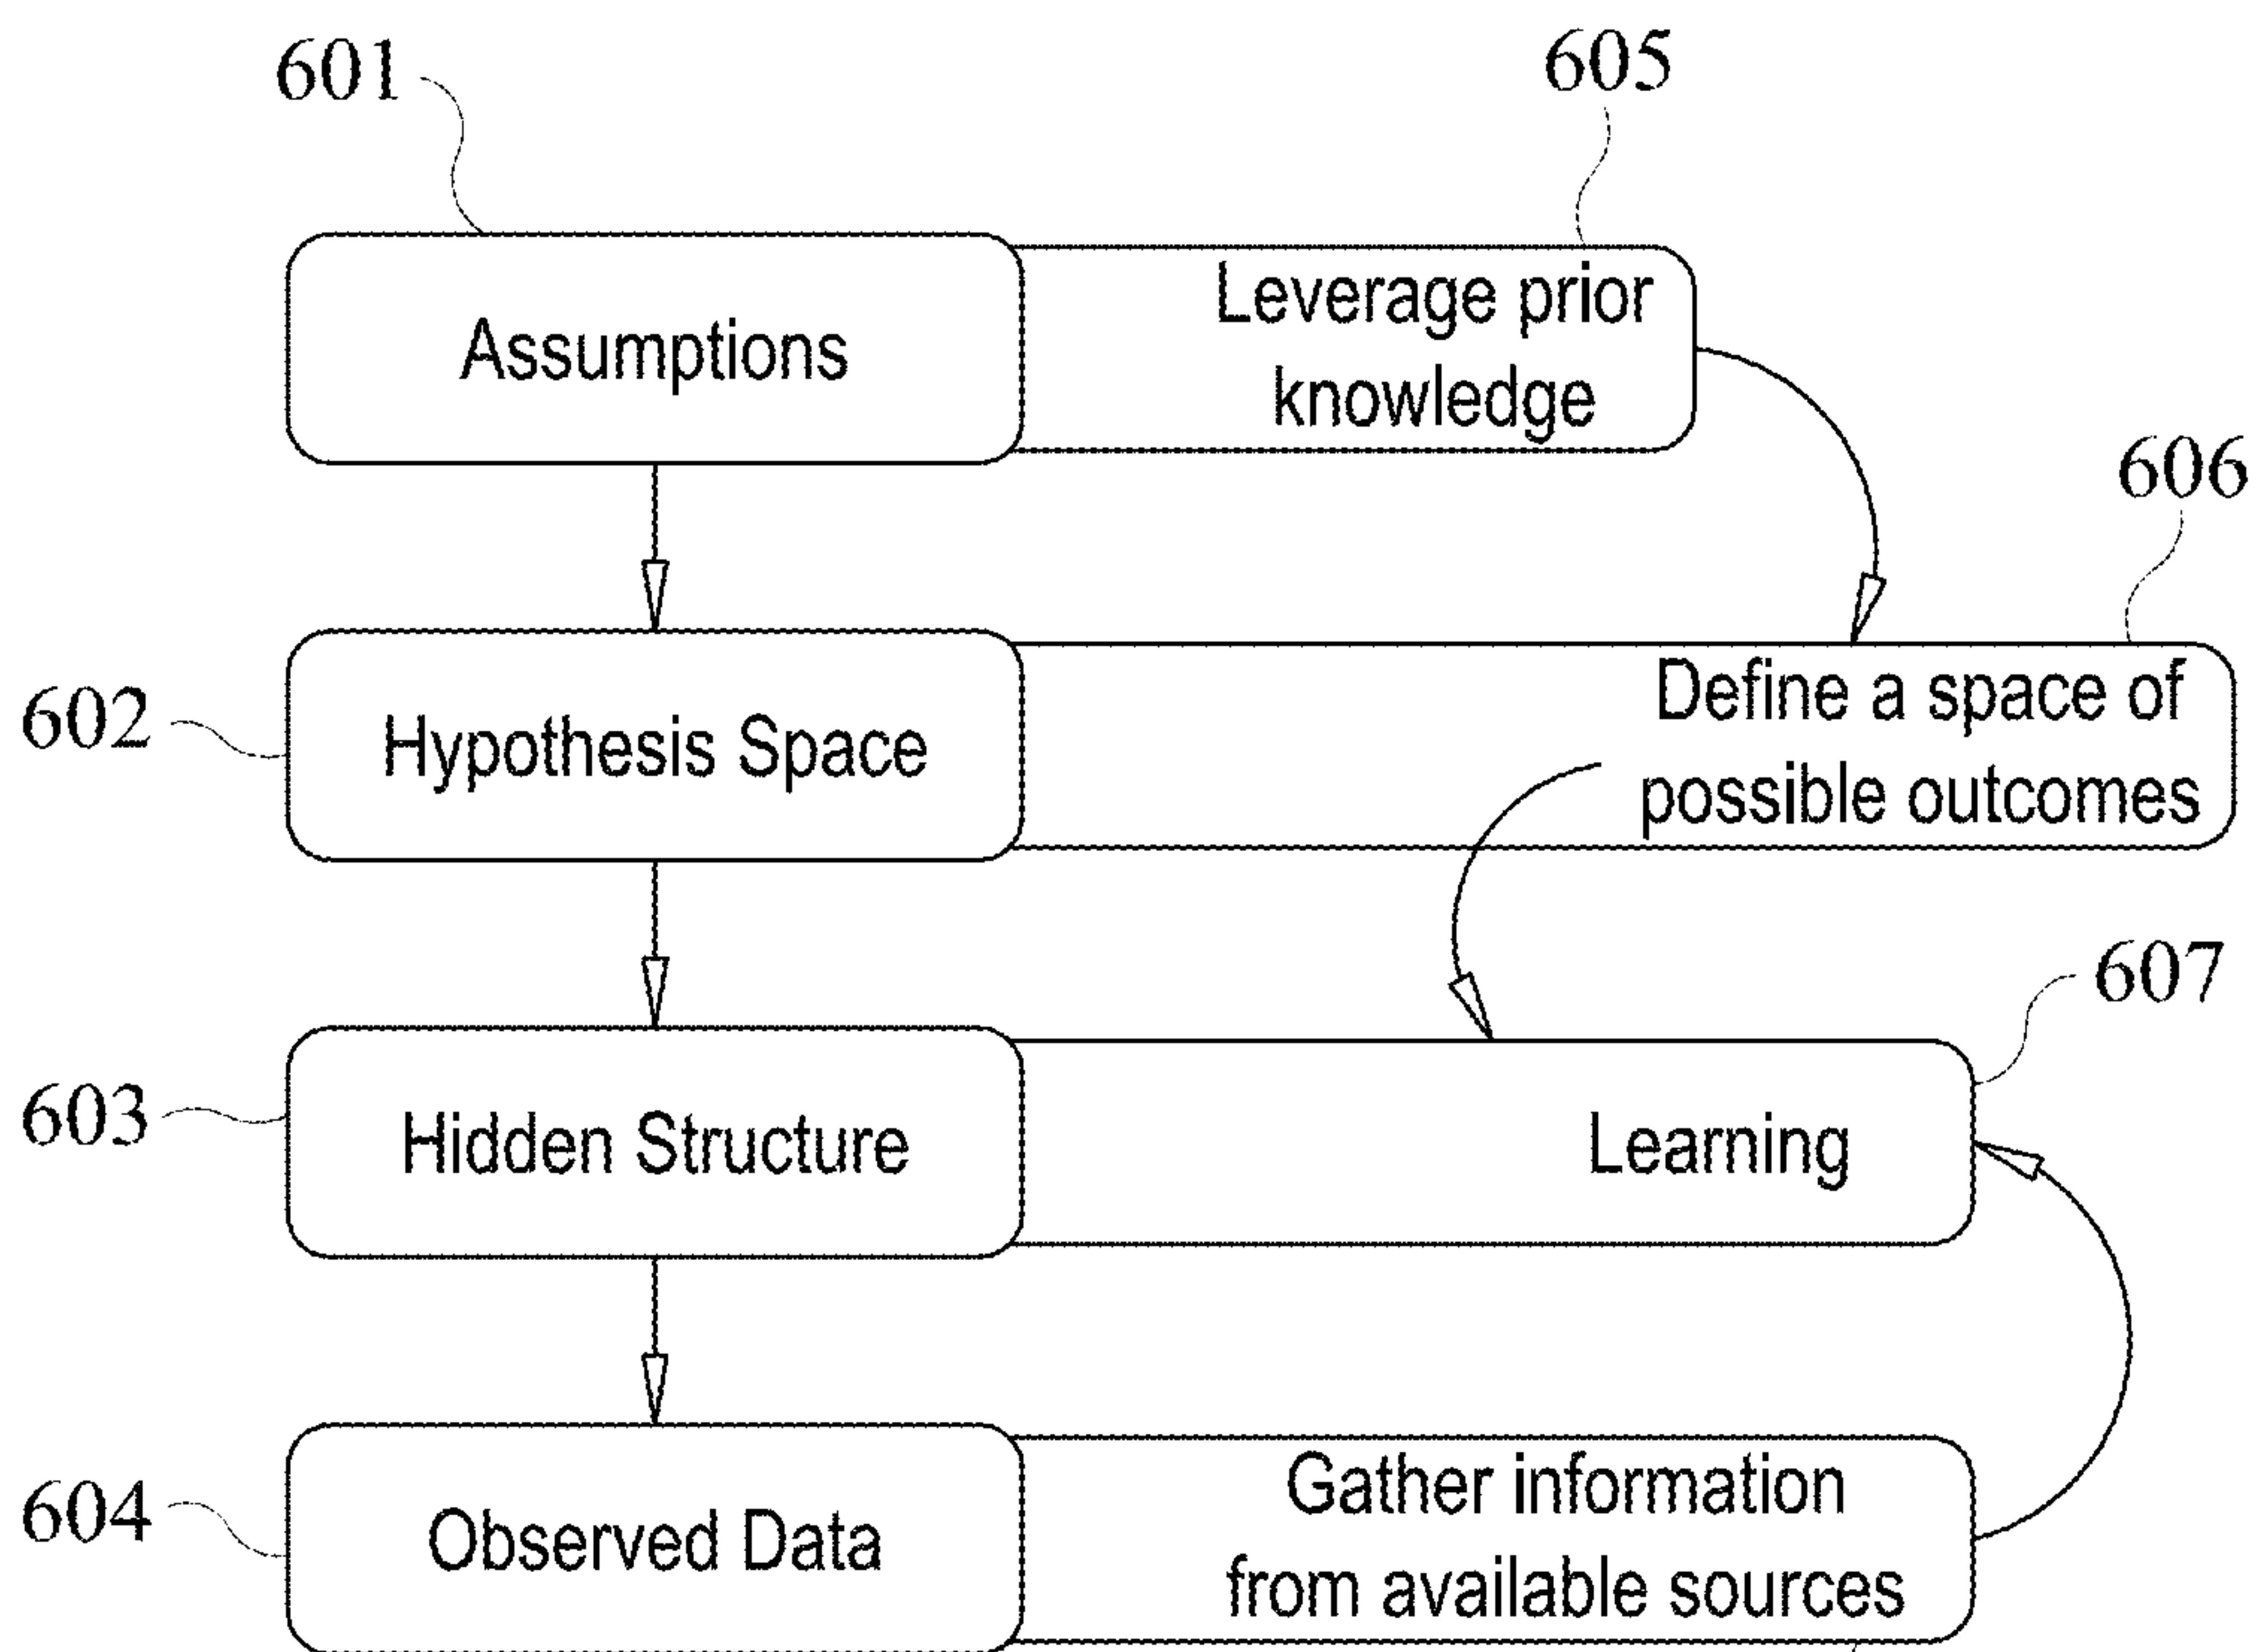 601
605
Assumptions
Leverage prior
knowledge
606
602
Hypothesis Space
Define a space of
possible outcomes
607
603
Hidden Structure
Learning
604
Observed Data
Gather information
from available sources